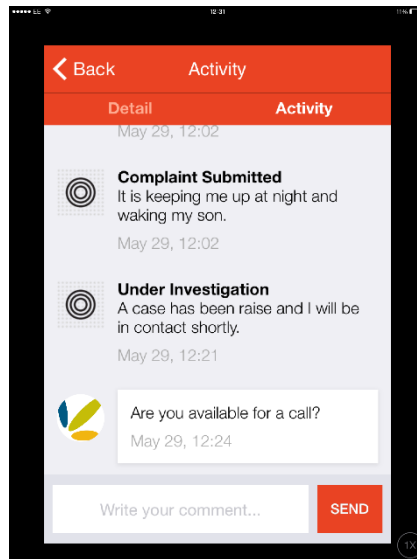 EE 12:31 11%
Back Activity
Detail Activity
May 29, 12:02
Complaint Submitted
It is keeping me up at night and
waking my son.
May 29, 12:02
Under Investigation
A case has been raise and I will be
in contact shortly.
May 29, 12:21
Are you available for a call?
May 29, 12:24
Write your comment...
SEND
1X